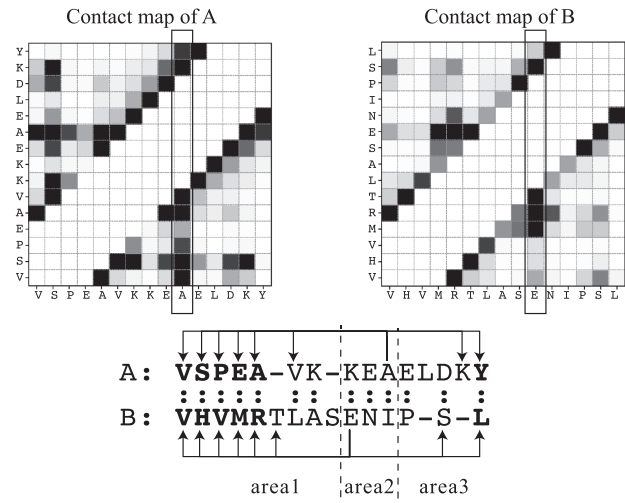 Contact map of A
Y
K
D
L
E
A
E
K
K
V
A
E
P
S
V
V S P E A V K K E A E L D K Y
Contact map of B
L
S
P
I
N
E
S
A
L
T
R
M
V
H
V
V H V M R T L A S E N I P S L
A: VSPEA-VK-KEAELDKY
B: VHVMRTLASENIP-S-L
area1 area2 area3